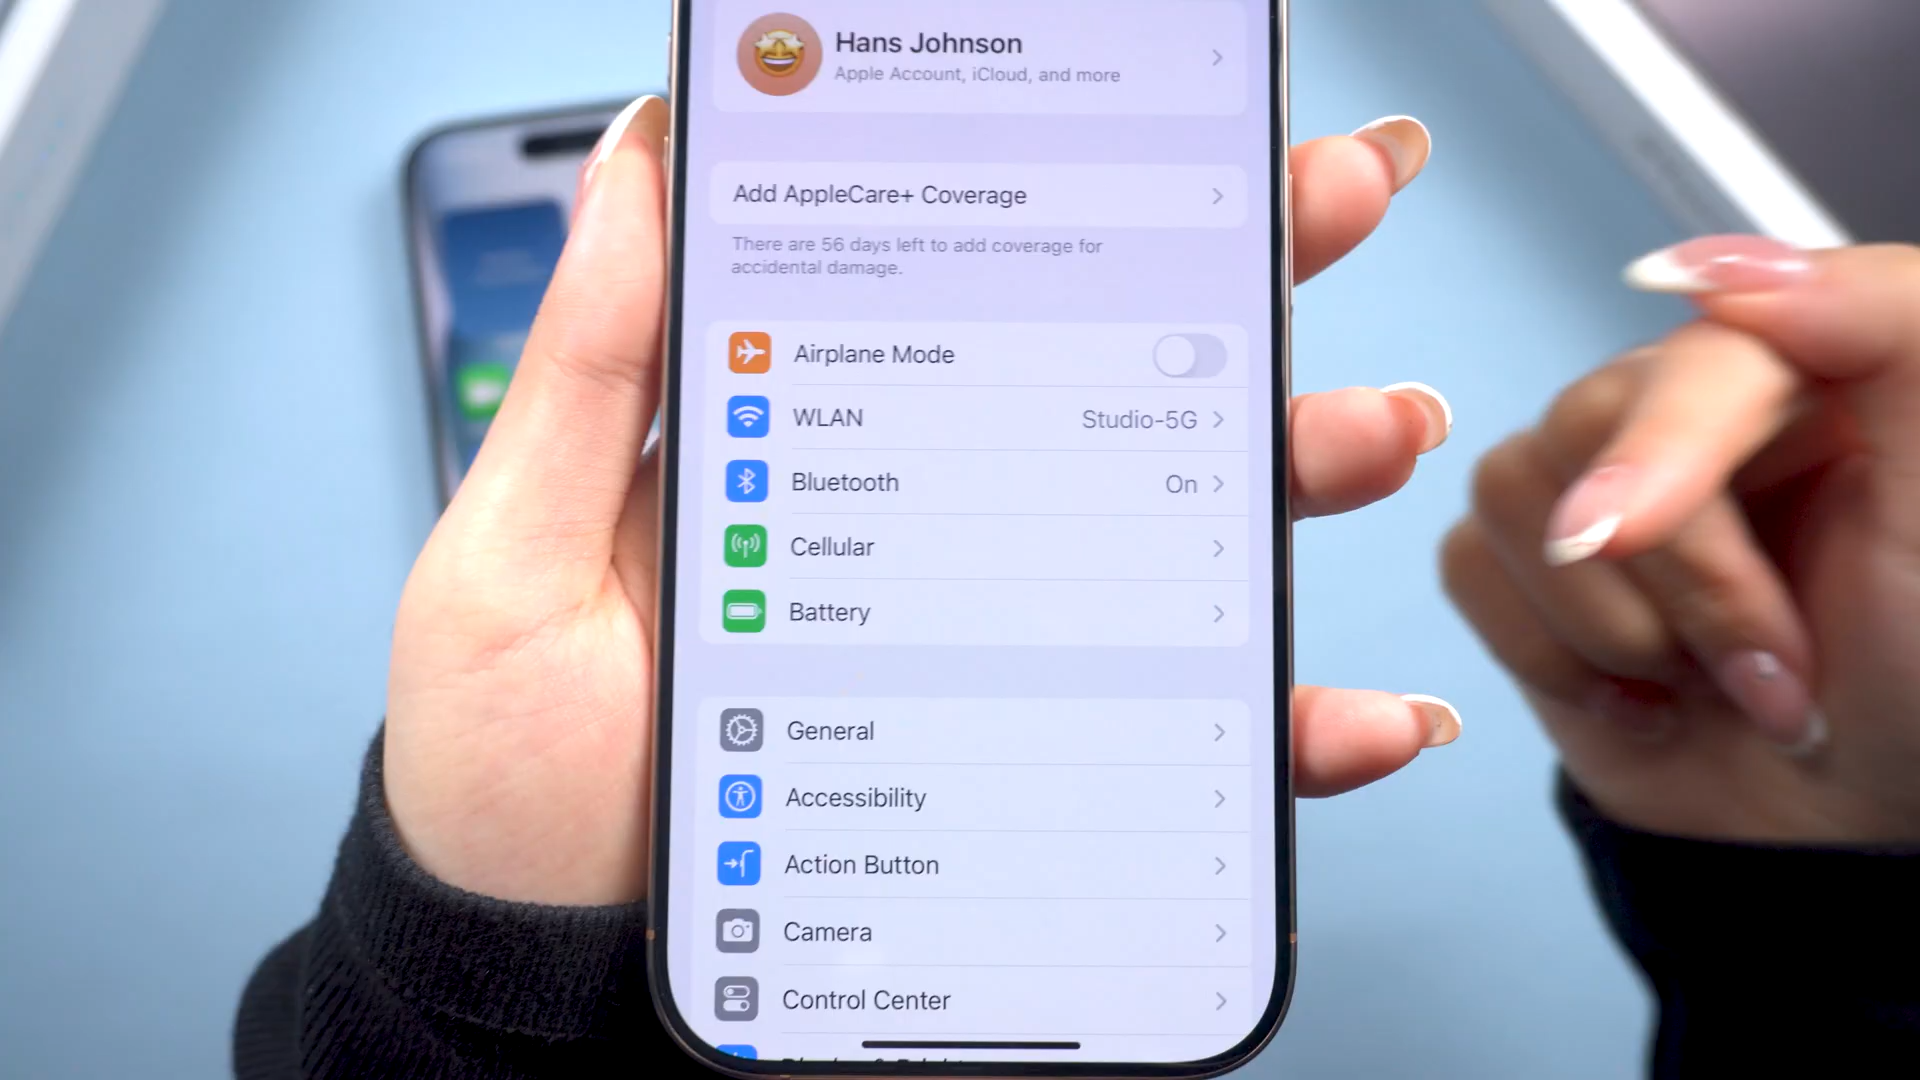 Hans Johnson
Apple Account, iCloud, and more
Add AppleCare+ Coverage
There are 56 days left to add coverage for
accidental damage.
Airplane Mode
WLAN Studio-5G
Bluetooth On
Cellular
Battery
General
Accessibility
Action Button
Camera
Control Center